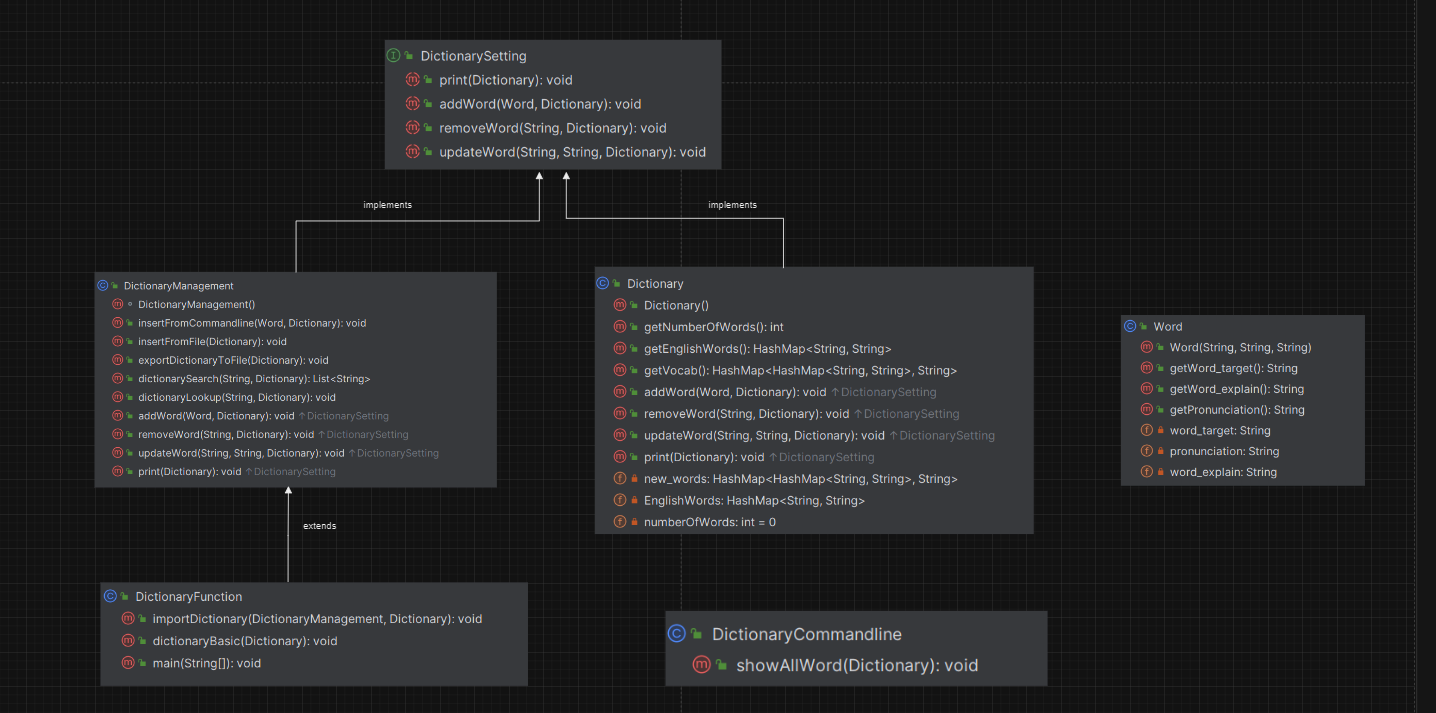 DictionarySetting
print(Dictionary): void
addWord(Word, Dictionary): void
removeWord(String, Dictionary): void
updateWord(String, String, Dictionary): void
implements
implements
DictionaryManagement
DictionaryManagement()
insertFromCommandline(Word, Dictionary): void
insertFromFile(Dictionary): void
exportDictionaryToFile(Dictionary): void
dictionarySearch(String, Dictionary): List<String>
dictionaryLookup(String, Dictionary): void
addWord(Word, Dictionary): void ↑DictionarySetting
removeWord(String, Dictionary): void ↑DictionarySetting
updateWord(String, String, Dictionary): void ↑DictionarySetting
print(Dictionary): void ↑DictionarySetting
Dictionary
Dictionary()
getNumberOfWords(): int
getEnglishWords(): HashMap<String, String>
getVocab(): HashMap<HashMap<String, String>, String>
addWord(Word, Dictionary): void ↑DictionarySetting
removeWord(String, Dictionary): void ↑DictionarySetting
updateWord(String, String, Dictionary): void ↑DictionarySetting
print(Dictionary): void ↑DictionarySetting
new_words: HashMap<HashMap<String, String>, String>
EnglishWords: HashMap<String, String>
numberOfWords: int = 0
Word
Word(String, String, String)
getWord_target(): String
getWord_explain(): String
getPronunciation(): String
word_target: String
pronunciation: String
word_explain: String
extends
DictionaryFunction
importDictionary(DictionaryManagement, Dictionary): void
dictionaryBasic(Dictionary): void
main(String[]): void
DictionaryCommandline
showAllWord(Dictionary): void